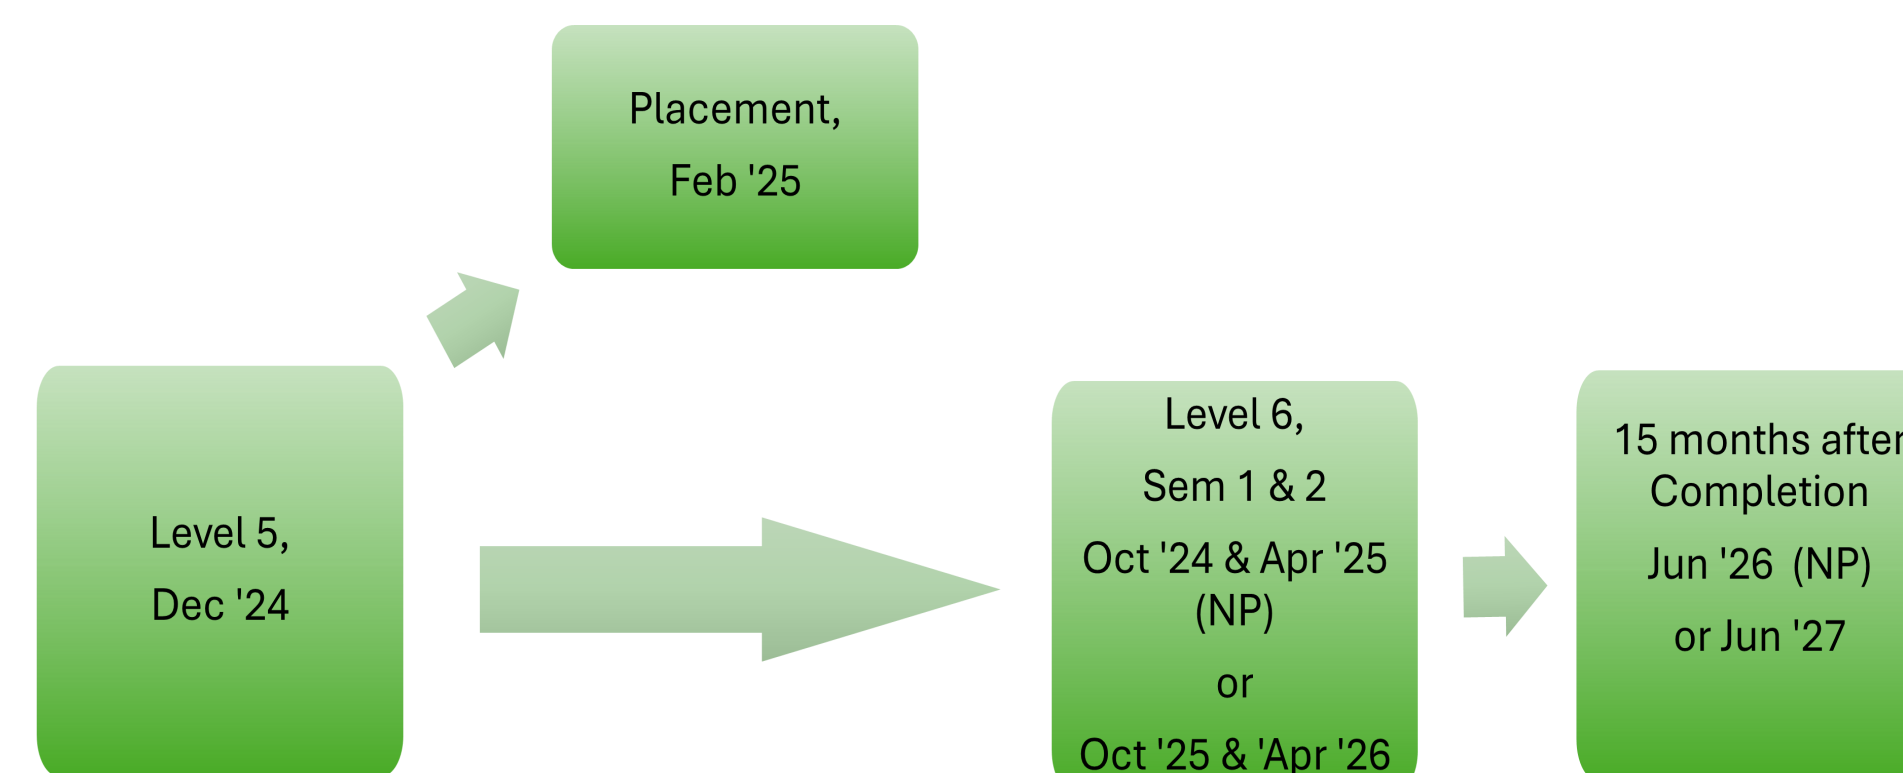 Placement,
Feb '25
Level 5,
Dec '24
Level 6,
Sem 1 & 2
Oct '24 & Apr '25
(NP)
or
Oct '25 & 'Apr '26
15 months after
Completion
Jun '26 (NP)
or Jun '27